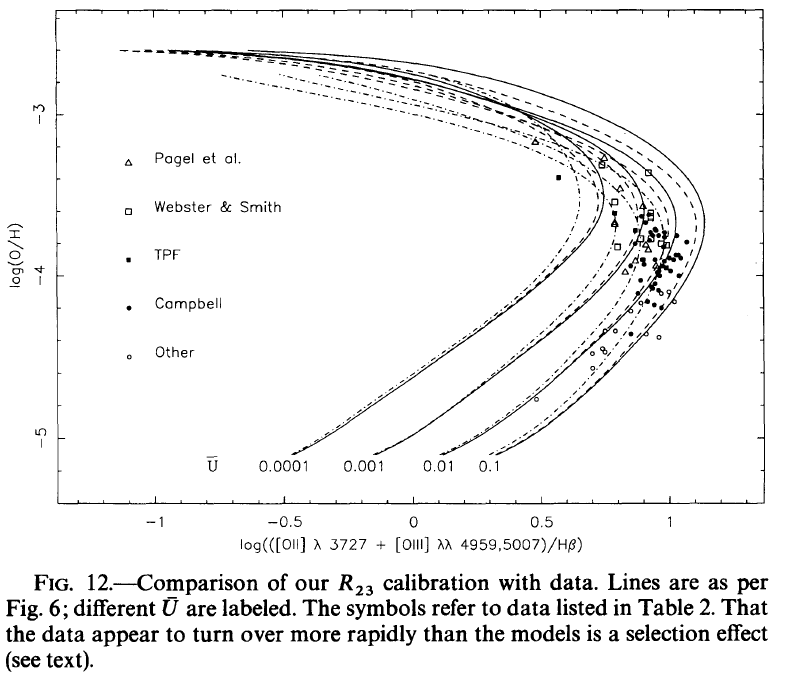 −3
−4
−5
log(O/H)
Pagel et al.
Webster & Smith
TPF
Campbell
Other
U̅ 0.0001 0.001 0.01 0.1
−1 −0.5 0 0.5 1
log(([OII] λ 3727 + [OIII] λλ 4959,5007)/Hβ)
FIG. 12.—Comparison of our R₂₃ calibration with data. Lines are as per
Fig. 6; different U̅ are labeled. The symbols refer to data listed in Table 2. That
the data appear to turn over more rapidly than the models is a selection effect
(see text).